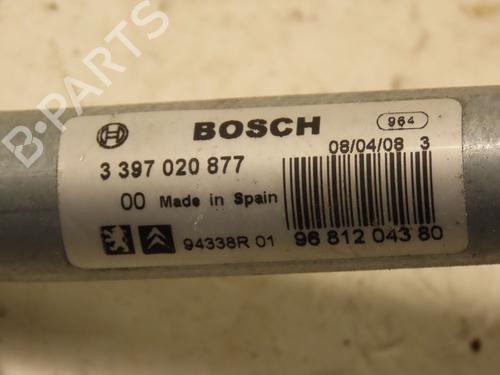 BOSCH
964
08/04/08 3
3 397 020 877
00 Made in Spain
94338R 01
96 812 043 80
B-PARTS